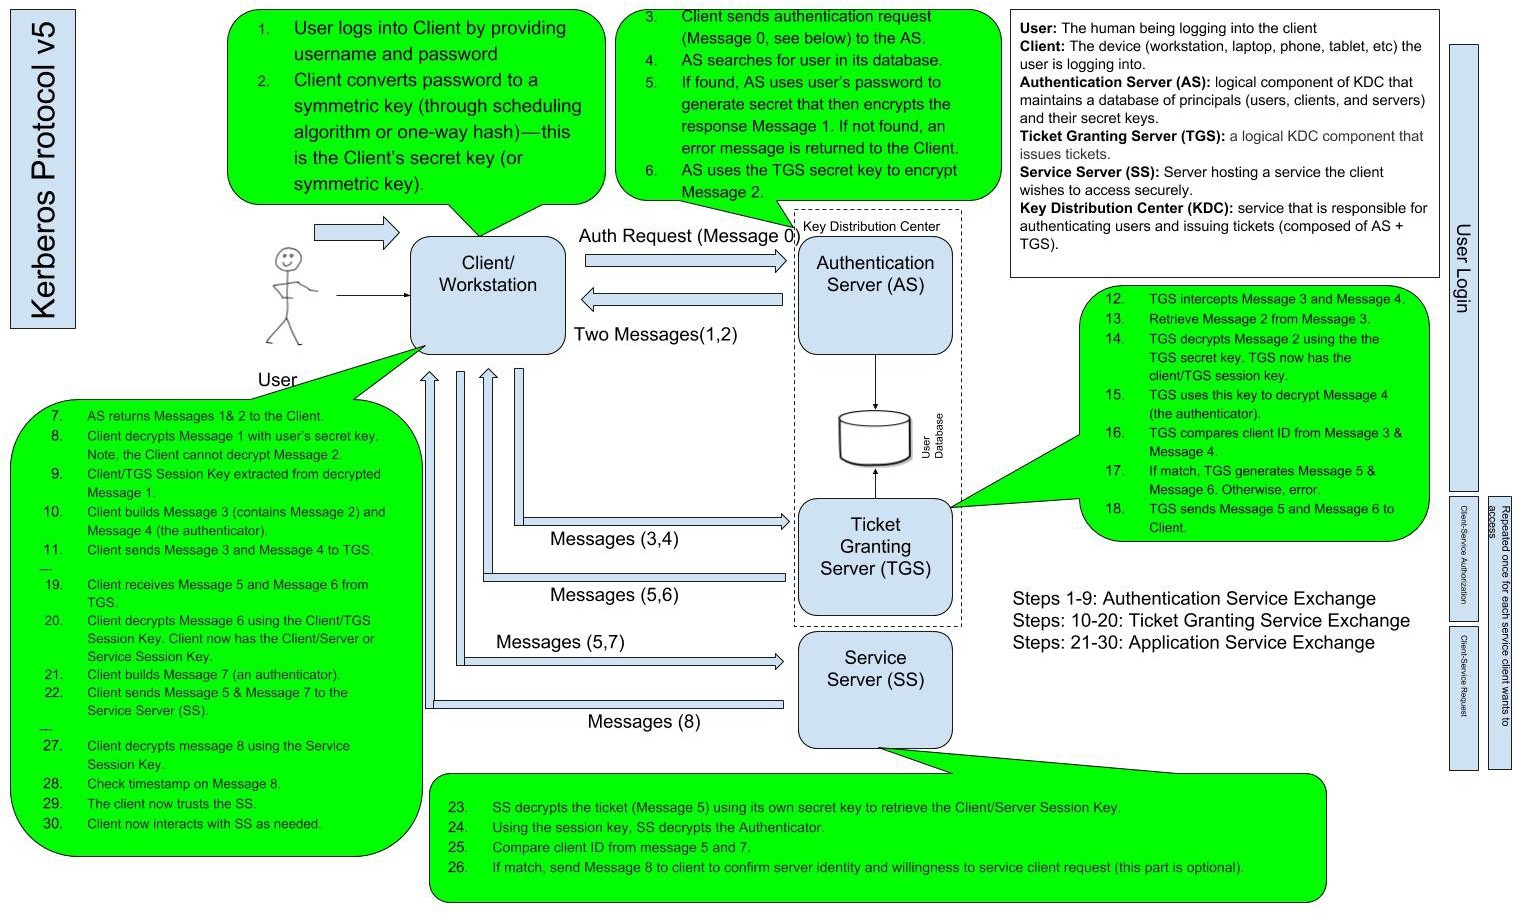 Kerberos Protocol v5
1. User logs into Client by providing
username and password
2. Client converts password to a
symmetric key (through scheduling
algorithm or one-way hash)—this
is the Client's secret key (or
symmetric key).
3. Client sends authentication request
(Message 0, see below) to the AS.
4. AS searches for user in its database.
5. If found, AS uses user's password to
generate secret that then encrypts the
response Message 1. If not found, an
error message is returned to the Client.
6. AS uses the TGS secret key to encrypt
Message 2.
User: The human being logging into the client
Client: The device (workstation, laptop, phone, tablet, etc) the
user is logging into.
Authentication Server (AS): logical component of KDC that
maintains a database of principals (users, clients, and servers)
and their secret keys.
Ticket Granting Server (TGS): a logical KDC component that
issues tickets.
Service Server (SS): Server hosting a service the client
wishes to access securely.
Key Distribution Center (KDC): service that is responsible for
authenticating users and issuing tickets (composed of AS +
TGS).
User Login
Key Distribution Center
Auth Request (Message 0)
Client/
Workstation
Authentication
Server (AS)
Two Messages(1,2)
User
User
Database
12. TGS intercepts Message 3 and Message 4.
13. Retrieve Message 2 from Message 3.
14. TGS decrypts Message 2 using the the
TGS secret key. TGS now has the
client/TGS session key.
15. TGS uses this key to decrypt Message 4
(the authenticator).
16. TGS compares client ID from Message 3 &
Message 4.
17. If match, TGS generates Message 5 &
Message 6. Otherwise, error.
18. TGS sends Message 5 and Message 6 to
Client.
7. AS returns Messages 1& 2 to the Client.
8. Client decrypts Message 1 with user's secret key.
Note, the Client cannot decrypt Message 2.
9. Client/TGS Session Key extracted from decrypted
Message 1.
10. Client builds Message 3 (contains Message 2) and
Message 4 (the authenticator).
11. Client sends Message 3 and Message 4 to TGS.
---
19. Client receives Message 5 and Message 6 from
TGS.
20. Client decrypts Message 6 using the Client/TGS
Session Key. Client now has the Client/Server or
Service Session Key.
21. Client builds Message 7 (an authenticator).
22. Client sends Message 5 & Message 7 to the
Service Server (SS).
---
27. Client decrypts message 8 using the Service
Session Key.
28. Check timestamp on Message 8.
29. The client now trusts the SS.
30. Client now interacts with SS as needed.
Messages (3,4)
Ticket
Granting
Server (TGS)
Messages (5,6)
Messages (5,7)
Service
Server (SS)
Messages (8)
Steps 1-9: Authentication Service Exchange
Steps: 10-20: Ticket Granting Service Exchange
Steps: 21-30: Application Service Exchange
Client-Service Authorization
Client-Service Request
Repeated once for each service client wants to
access
23. SS decrypts the ticket (Message 5) using its own secret key to retrieve the Client/Server Session Key.
24. Using the session key, SS decrypts the Authenticator.
25. Compare client ID from message 5 and 7.
26. If match, send Message 8 to client to confirm server identity and willingness to service client request (this part is optional).